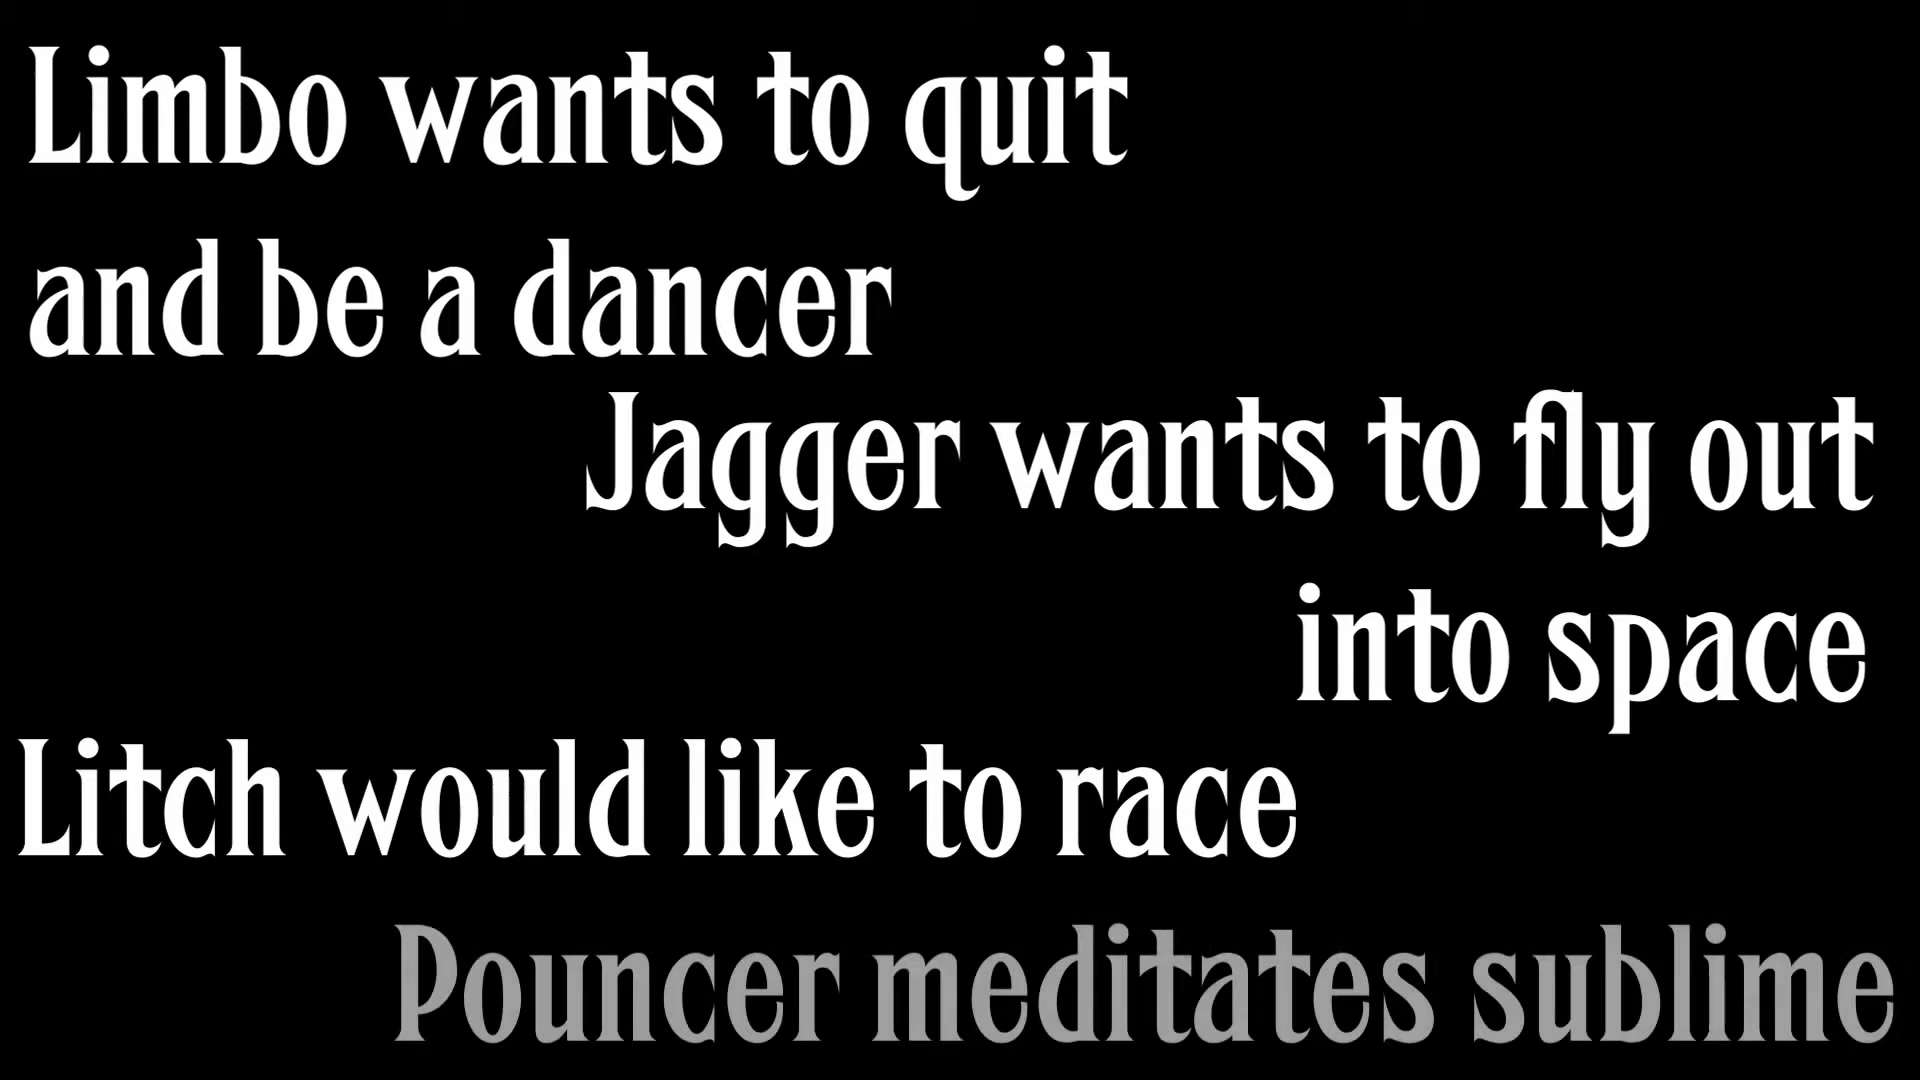 Limbo wants to quit
and be a dancer
Jagger wants to fly out
into space
Litch would like to race
Pouncer meditates sublime